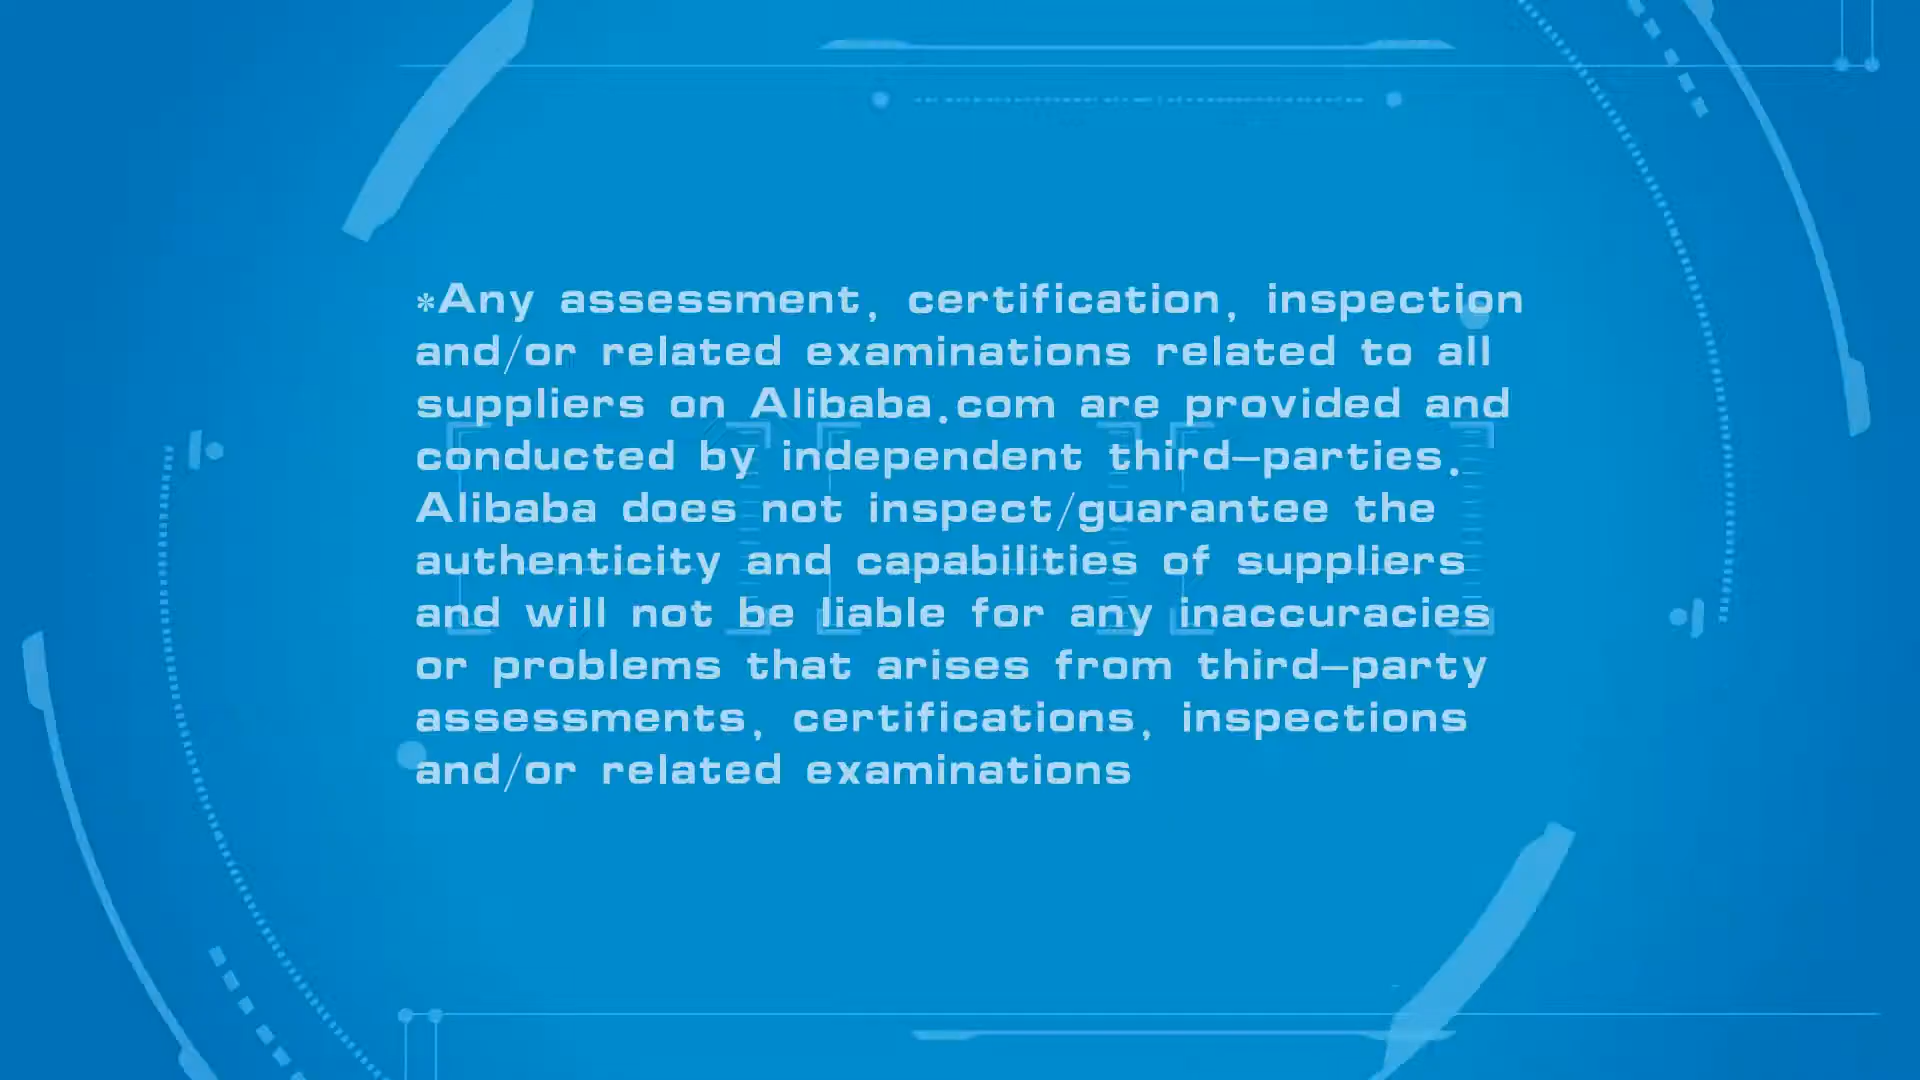 *Any assessment, certification, inspection
and/or related examinations related to all
suppliers on Alibaba.com are provided and
conducted by independent third-parties.
Alibaba does not inspect/guarantee the
authenticity and capabilities of suppliers
and will not be liable for any inaccuracies
or problems that arises from third-party
assessments, certifications, inspections
and/or related examinations